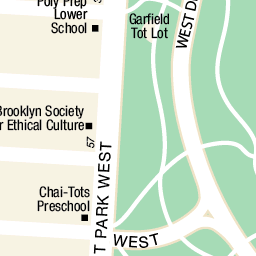 Poly Prep
Lower
School
Garfield
Tot Lot
WEST D
Brooklyn Society
r Ethical Culture
57
T PARK WEST
Chai-Tots
Preschool
WEST